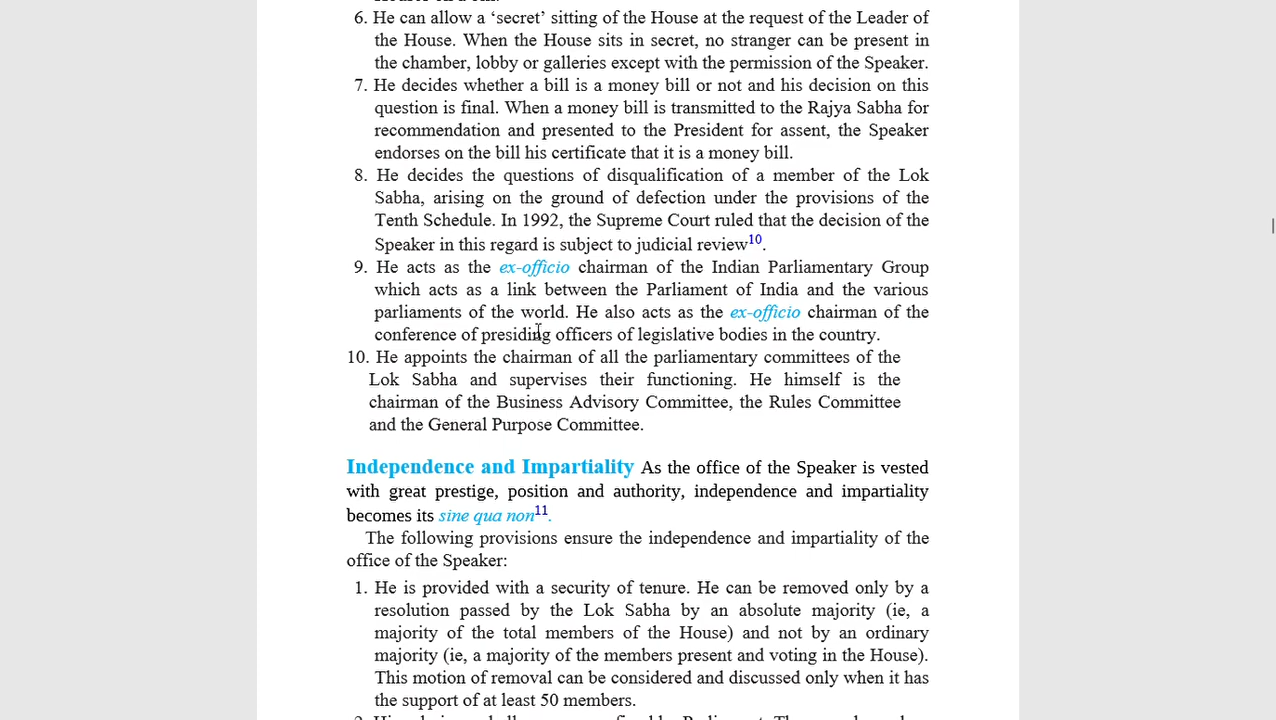 6. He can allow a ‘secret’ sitting of the House at the request of the Leader of
the House. When the House sits in secret, no stranger can be present in
the chamber, lobby or galleries except with the permission of the Speaker.
7. He decides whether a bill is a money bill or not and his decision on this
question is final. When a money bill is transmitted to the Rajya Sabha for
recommendation and presented to the President for assent, the Speaker
endorses on the bill his certificate that it is a money bill.
8. He decides the questions of disqualification of a member of the Lok
Sabha, arising on the ground of defection under the provisions of the
Tenth Schedule. In 1992, the Supreme Court ruled that the decision of the
Speaker in this regard is subject to judicial review10.
9. He acts as the ex-officio chairman of the Indian Parliamentary Group
which acts as a link between the Parliament of India and the various
parliaments of the world. He also acts as the ex-officio chairman of the
conference of presiding officers of legislative bodies in the country.
10. He appoints the chairman of all the parliamentary committees of the
Lok Sabha and supervises their functioning. He himself is the
chairman of the Business Advisory Committee, the Rules Committee
and the General Purpose Committee.
Independence and Impartiality As the office of the Speaker is vested
with great prestige, position and authority, independence and impartiality
becomes its sine qua non11.
The following provisions ensure the independence and impartiality of the
office of the Speaker:
1. He is provided with a security of tenure. He can be removed only by a
resolution passed by the Lok Sabha by an absolute majority (ie, a
majority of the total members of the House) and not by an ordinary
majority (ie, a majority of the members present and voting in the House).
This motion of removal can be considered and discussed only when it has
the support of at least 50 members.